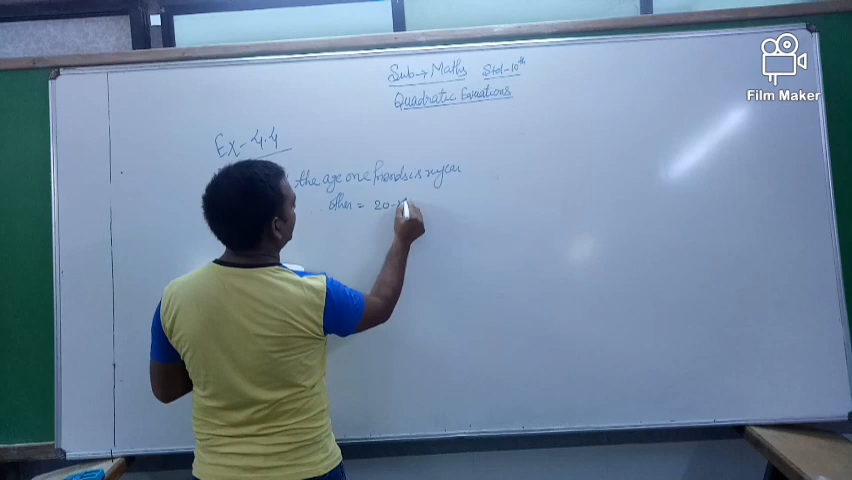 Sub → Maths Std-10th
Quadratic Equations
Film Maker
Ex-4.4
the age one friends is x year
other = 20-x